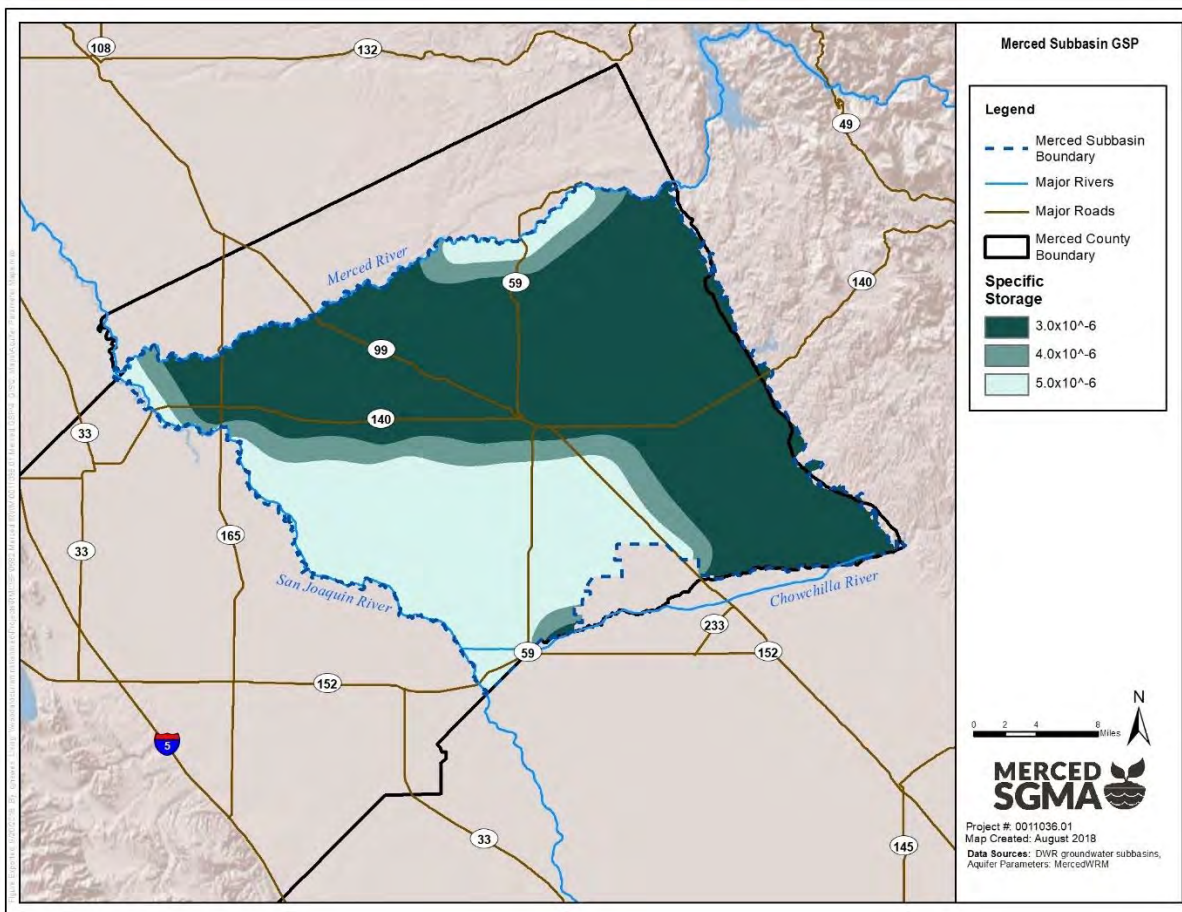 Merced Subbasin GSP
Legend
Merced Subbasin
Boundary
Major Rivers
Major Roads
Merced County
Boundary
Specific
Storage
3.0x10^-6
4.0x10^-6
5.0x10^-6
108
132
49
Merced River
59
140
99
140
33
165
33
San Joaquin River
Chowchilla River
233
59
152
152
5
33
145
N
0 2 4 8
Miles
MERCED
SGMA
Project #: 0011036.01
Map Created: August 2018
Data Sources: DWR groundwater subbasins,
Aquifer Parameters: MercedWRM